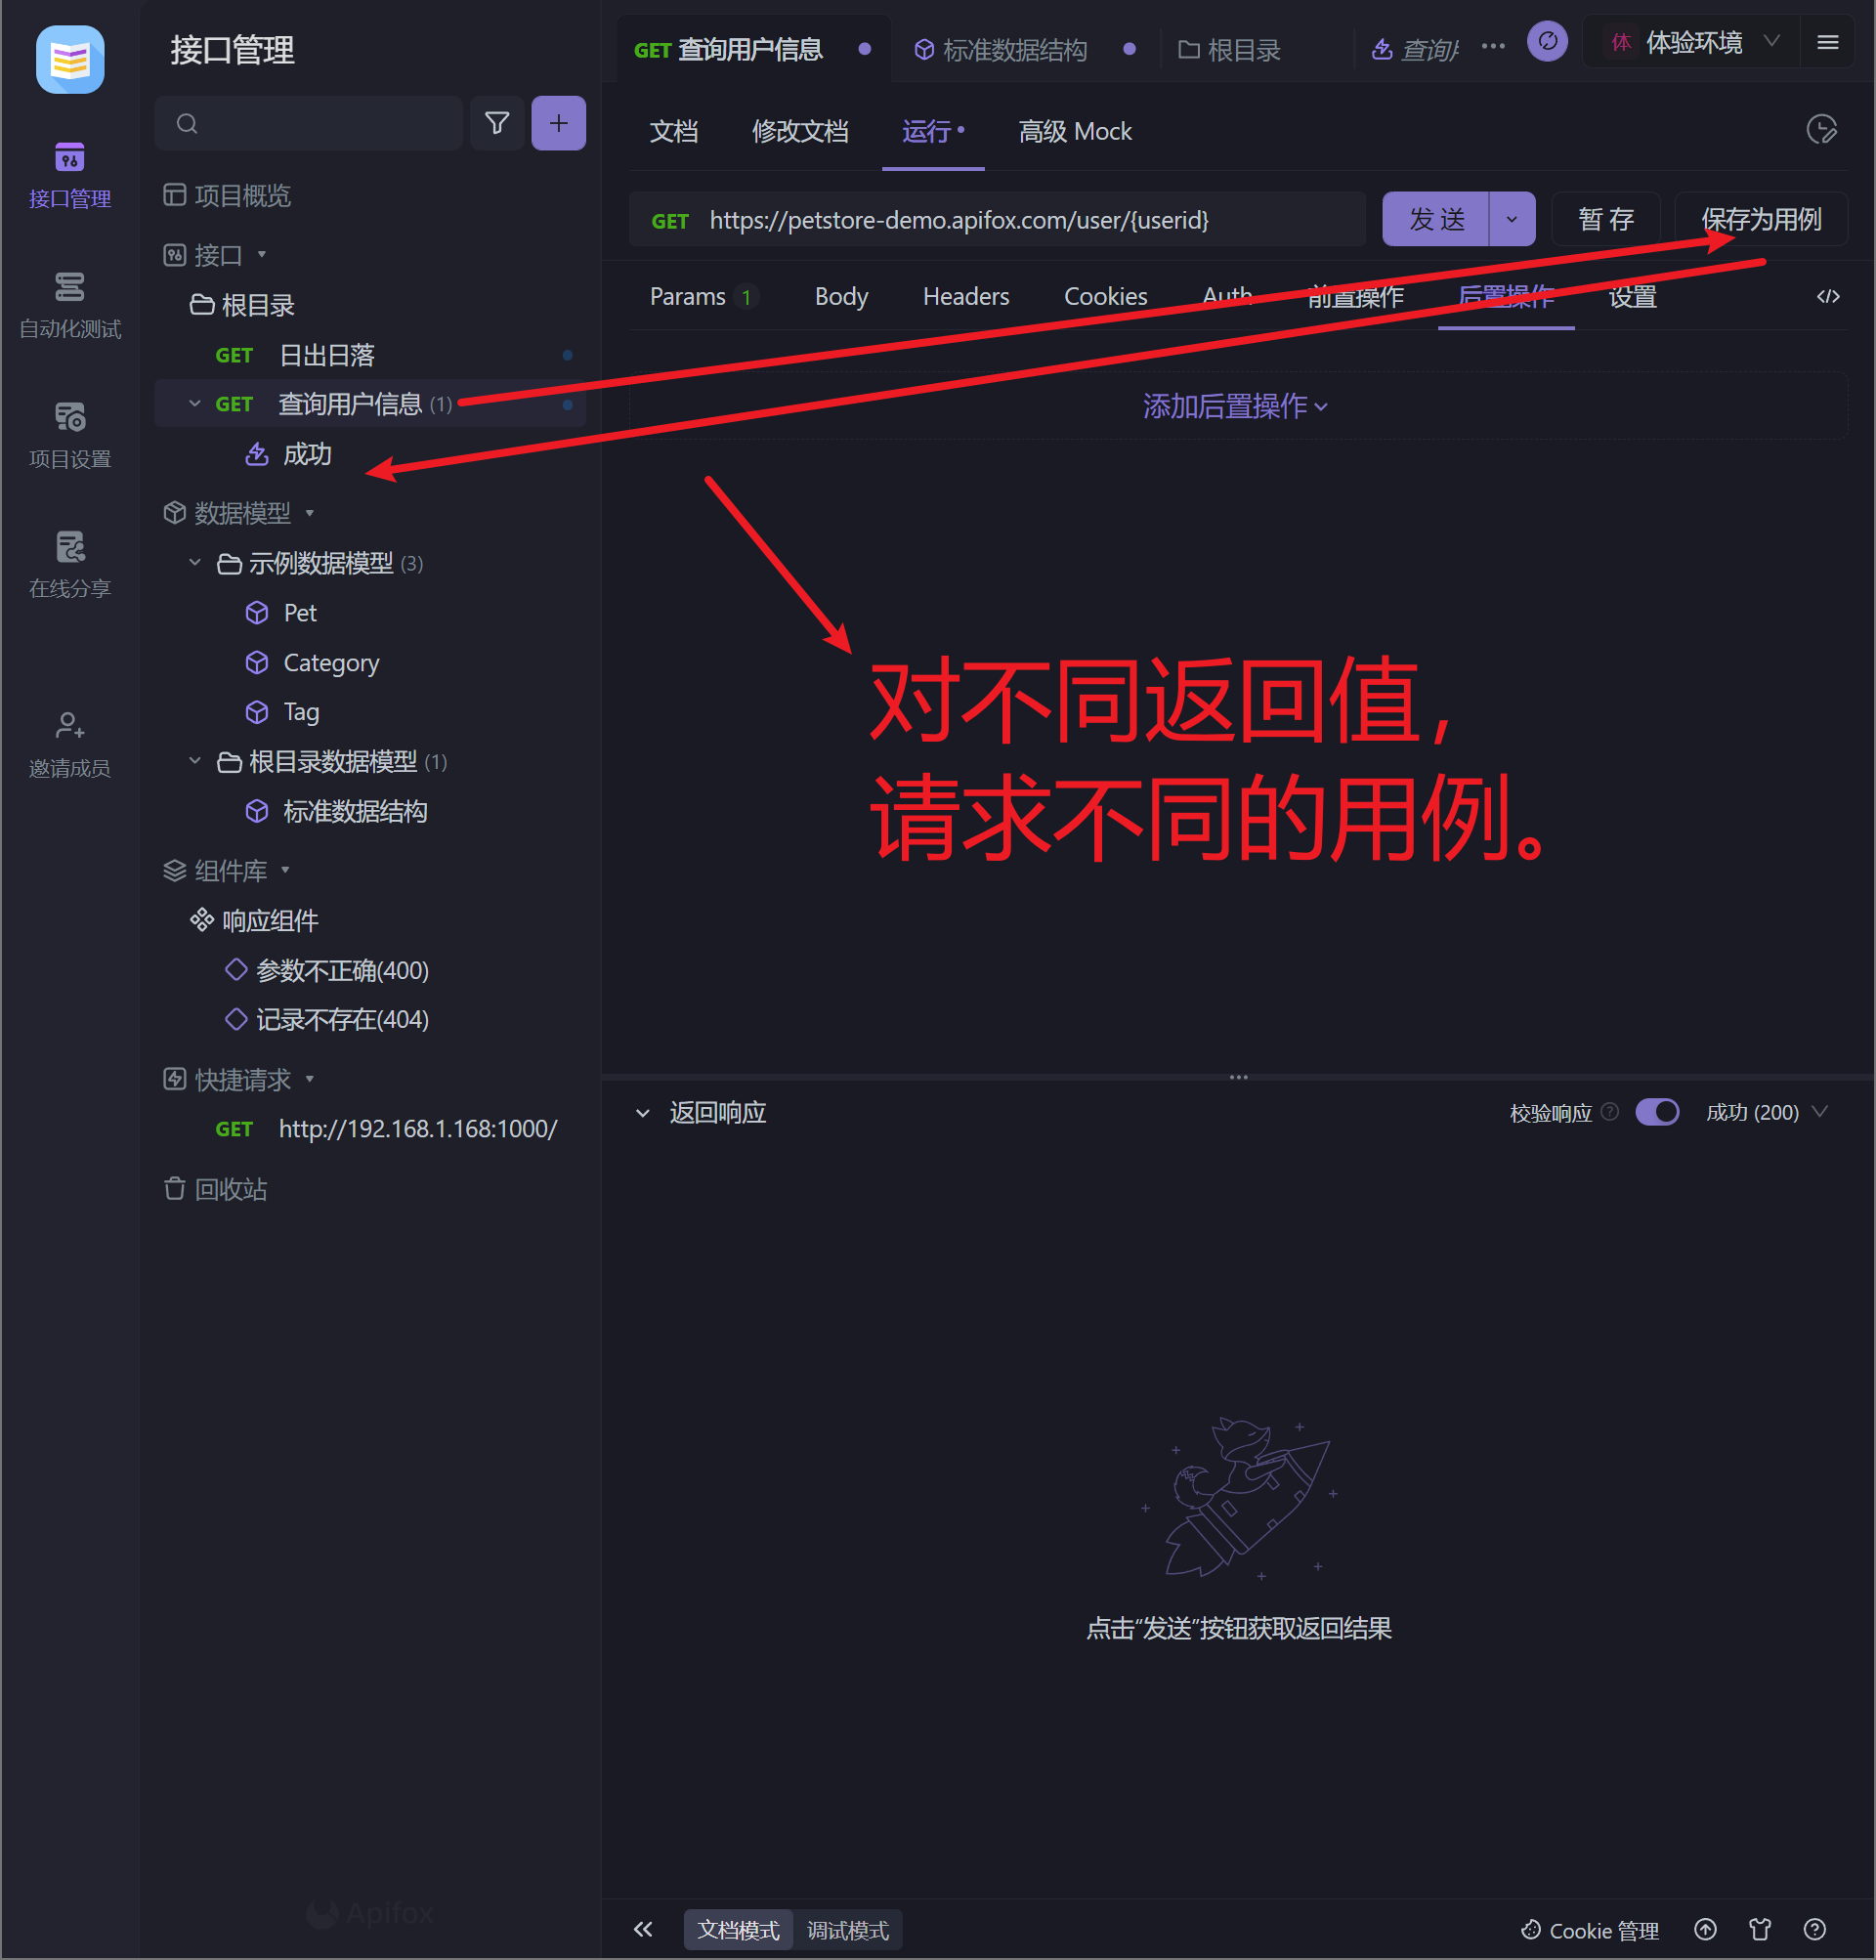 接口管理
自动化测试
项目设置
在线分享
邀请成员
接口管理
项目概览
接口
根目录
GET 日出日落
GET 查询用户信息 (1)
成功
数据模型
示例数据模型 (3)
Pet
Category
Tag
根目录数据模型 (1)
标准数据结构
组件库
响应组件
参数不正确(400)
记录不存在(404)
快捷请求
GET http://192.168.1.168:1000/
回收站
Apifox
GET 查询用户信息 标准数据结构 根目录 查询 体 体验环境
文档 修改文档 运行 高级 Mock
GET https://petstore-demo.apifox.com/user/{userid} 发送 暂存 保存为用例
Params 1 Body Headers Cookies Auth 前置操作 后置操作 设置
添加后置操作
对不同返回值，
请求不同的用例。
返回响应 校验响应 成功 (200)
点击“发送”按钮获取返回结果
文档模式 调试模式 Cookie 管理